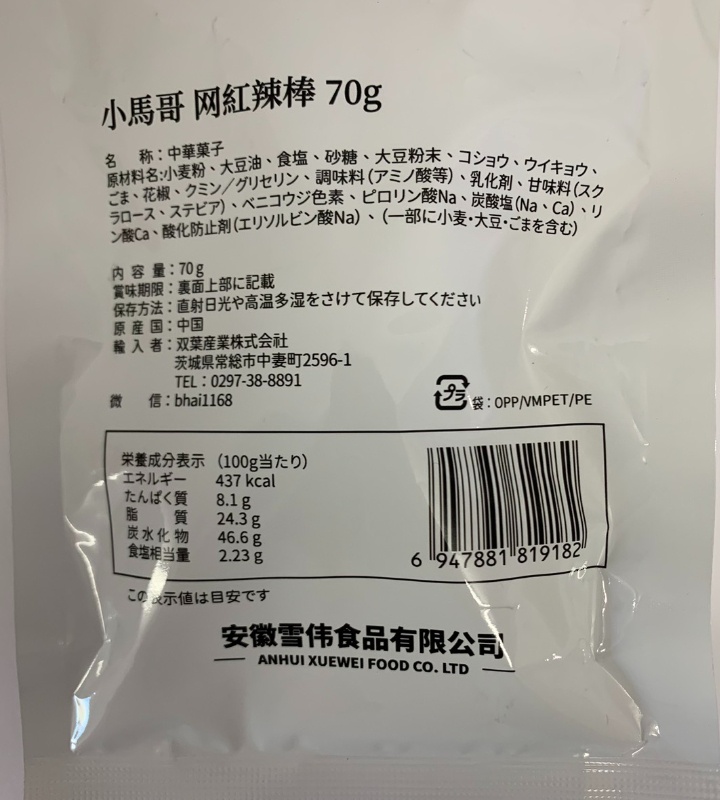 小馬哥 网紅辣棒 70g
名 称：中華菓子
原材料名:小麦粉、大豆油、食塩、砂糖、大豆粉末、コショウ、ウイキョウ、
ごま、花椒、クミン／グリセリン、調味料(アミノ酸等)、乳化剤、甘味料(スク
ラロース、ステビア)、ベニコウジ色素、ピロリン酸Na、炭酸塩(Na、Ca)、リ
ン酸Ca、酸化防止剤(エリソルビン酸Na)、(一部に小麦・大豆・ごまを含む)
内 容 量：70g
賞味期限：裏面上部に記載
保存方法：直射日光や高温多湿をさけて保存してください
原 産 国：中国
輸 入 者：双葉産業株式会社
茨城県常総市中妻町2596-1
TEL：0297-38-8891
微 信：bhai1168
プラ 袋：OPP/VMPET/PE
栄養成分表示 (100g当たり)
エネルギー 437 kcal
たんぱく質 8.1 g
脂 質 24.3 g
炭水化物 46.6 g
食塩相当量 2.23 g
6 947881 819182
この表示値は目安です
安徽雪伟食品有限公司
ANHUI XUEWEI FOOD CO. LTD